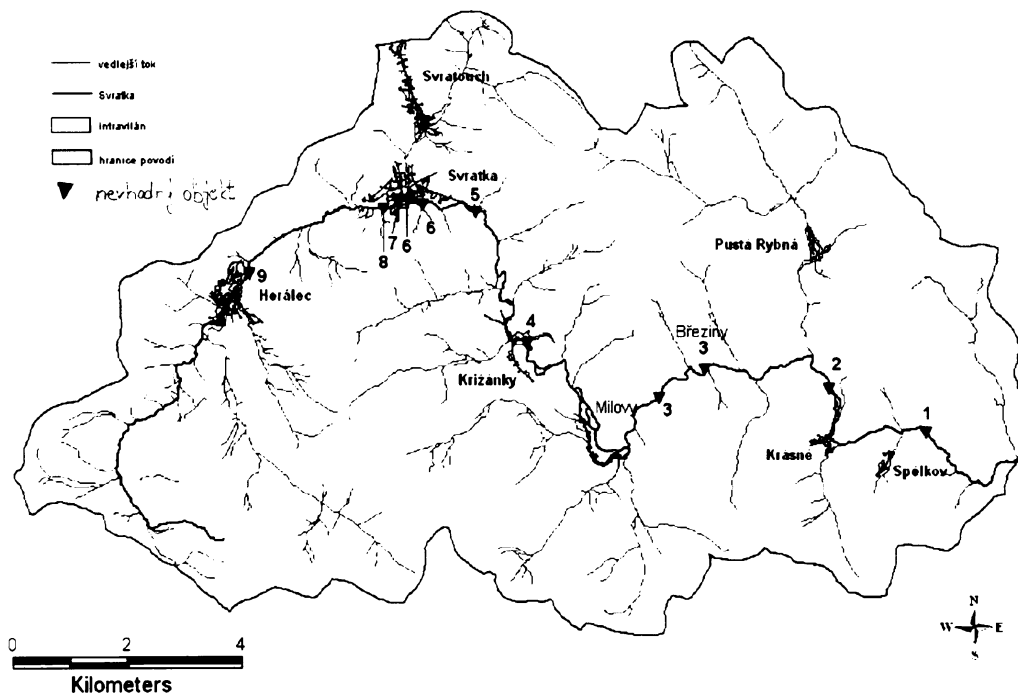 vedlejší tok
Svratka
intravilán
hranice povodí
nevhodný objekt
Svratouch
Svratka
5
6
7
6
8
Pustá Rybná
9
Herálec
4
Březiny
3
Křižánky
2
Milovy
3
1
Krásné
Spělkov
N
W E
S
0 2 4
Kilometers